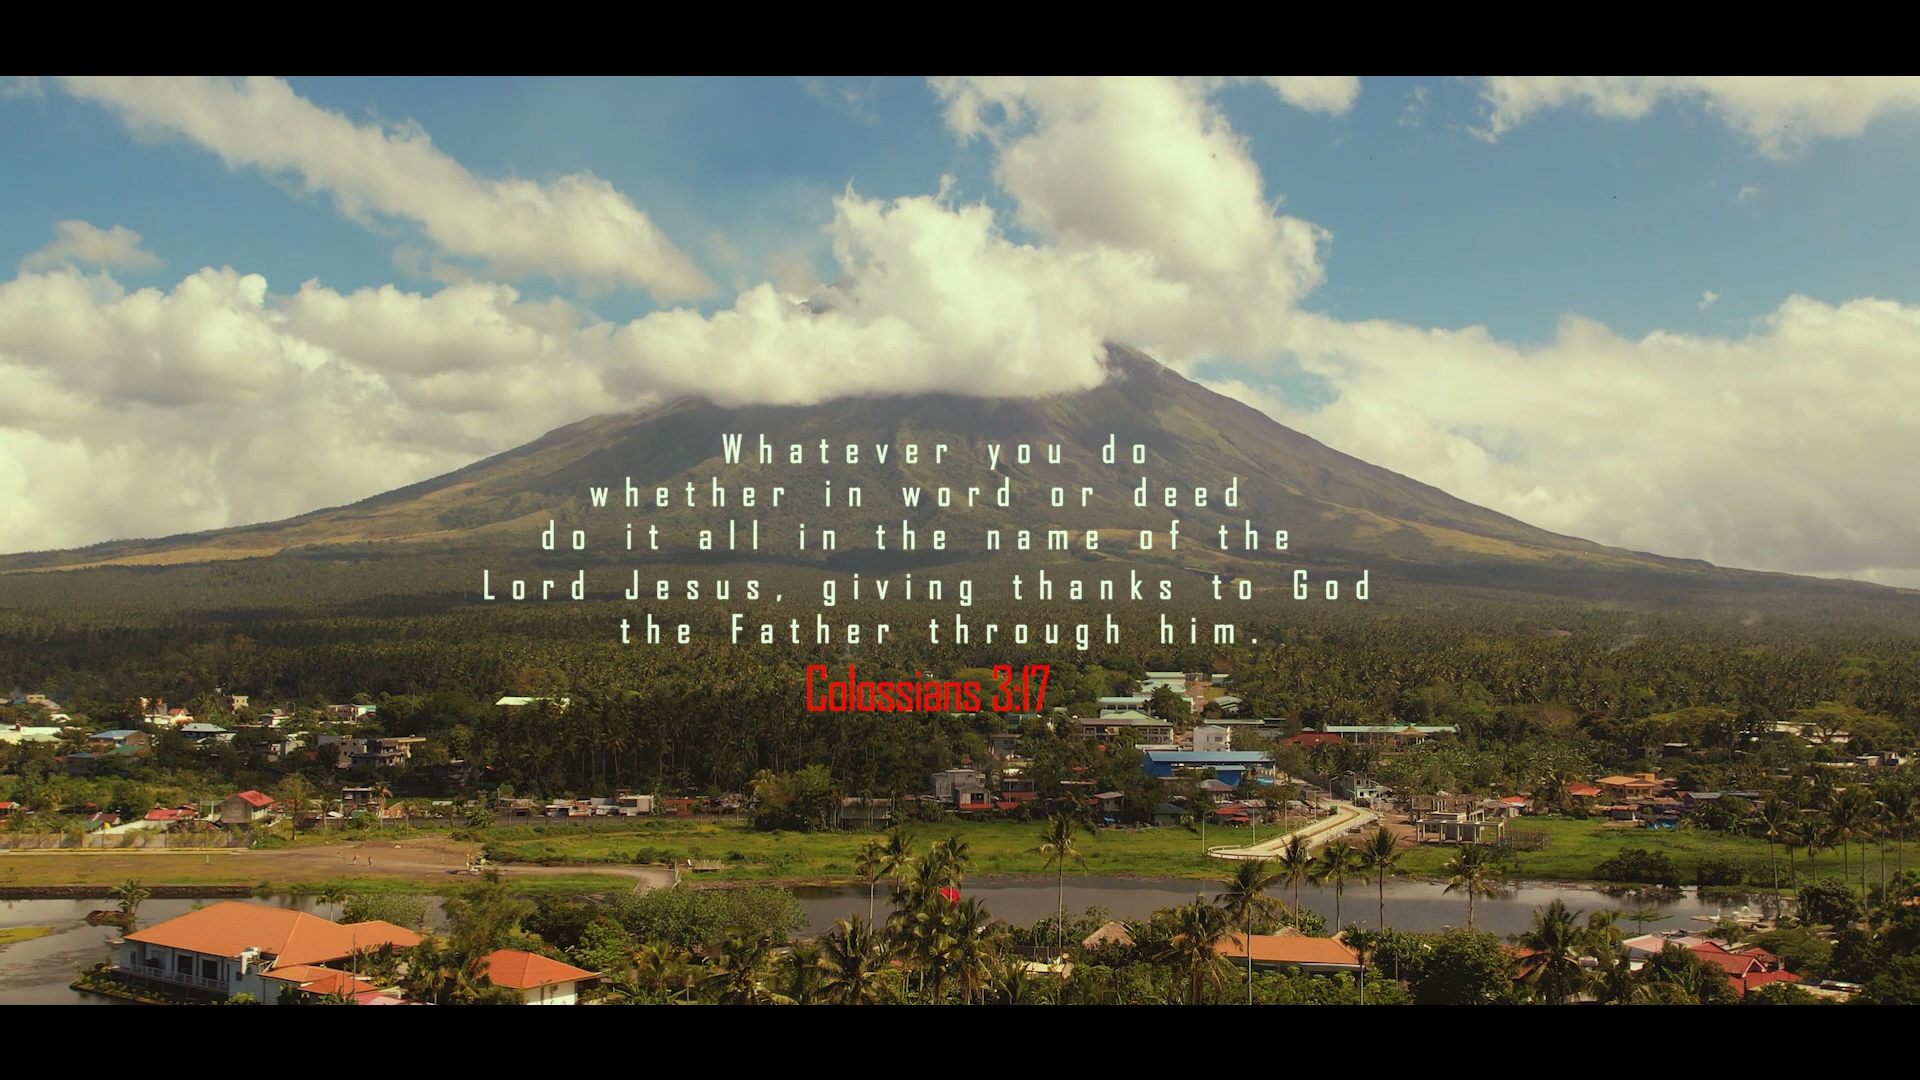 Whatever you do
whether in word or deed
do it all in the name of the
Lord Jesus, giving thanks to God
the Father through him.
Colossians 3:17